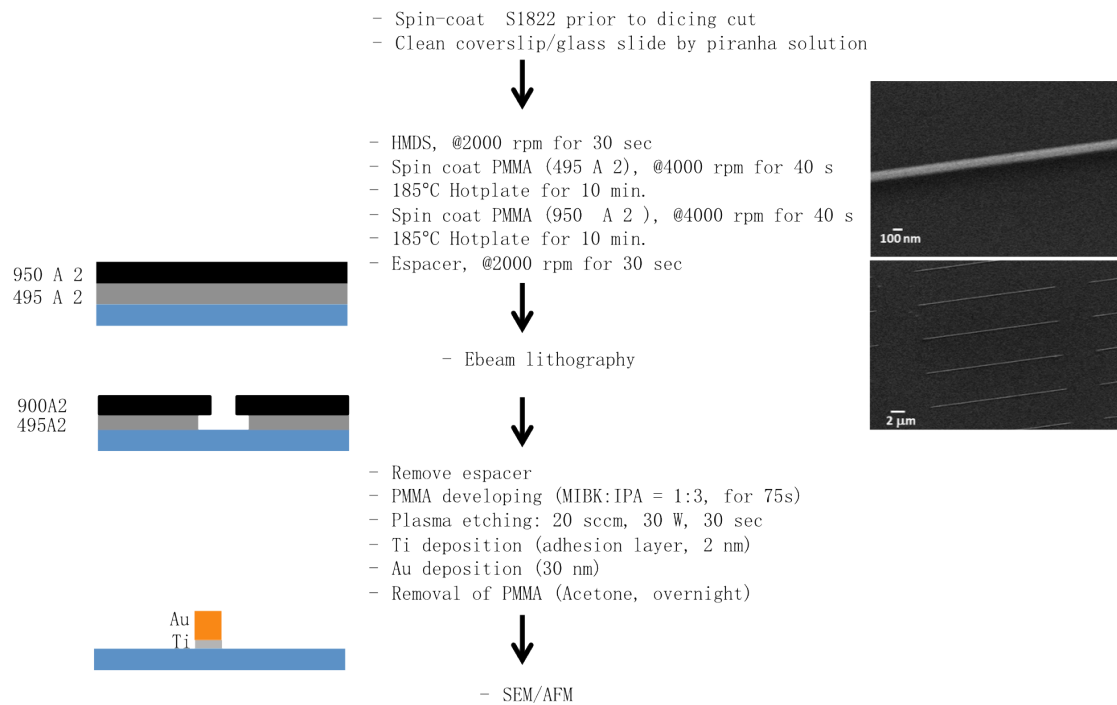 - Spin-coat  S1822 prior to dicing cut
- Clean coverslip/glass slide by piranha solution
- HMDS, @2000 rpm for 30 sec
- Spin coat PMMA (495 A 2), @4000 rpm for 40 s
- 185°C Hotplate for 10 min.
- Spin coat PMMA (950  A 2 ), @4000 rpm for 40 s
- 185°C Hotplate for 10 min.
- Espacer, @2000 rpm for 30 sec
100 nm
950 A 2
495 A 2
- Ebeam lithography
2 μm
900A2
495A2
- Remove espacer
- PMMA developing (MIBK:IPA = 1:3, for 75s)
- Plasma etching: 20 sccm, 30 W, 30 sec
- Ti deposition (adhesion layer, 2 nm)
- Au deposition (30 nm)
- Removal of PMMA (Acetone, overnight)
Au
Ti
- SEM/AFM